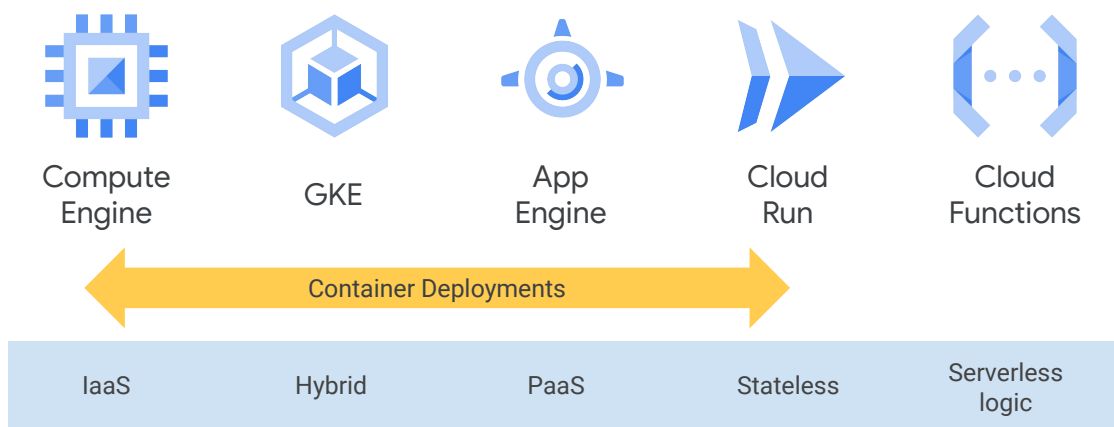 Compute
Engine
GKE
App
Engine
Cloud
Run
Cloud
Functions
Container Deployments
IaaS
Hybrid
PaaS
Stateless
Serverless
logic